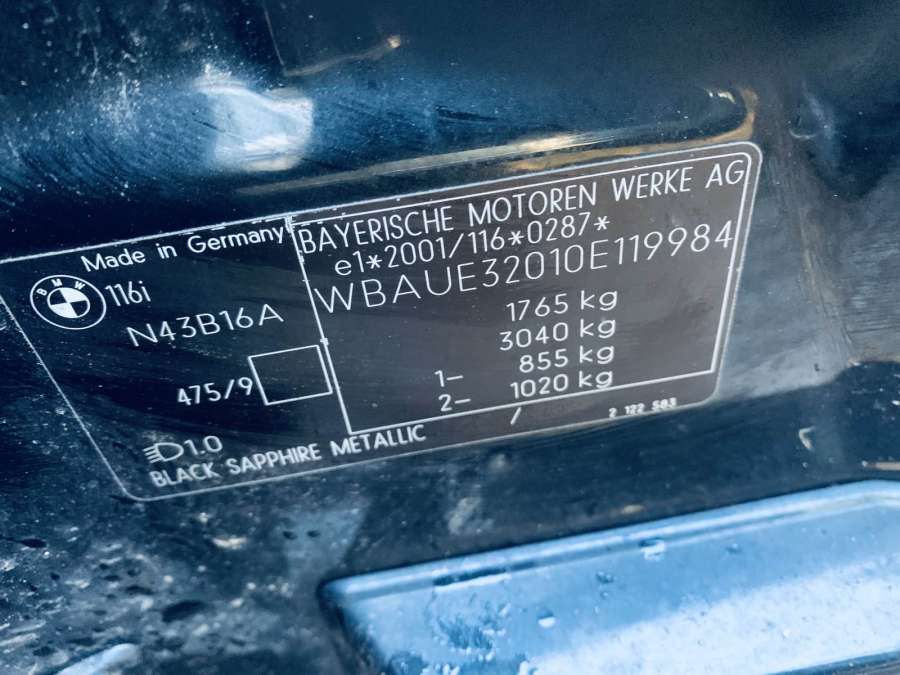 Made in Germany
BMW
116i
N43B16A
475/9
1.0
BLACK SAPPHIRE METALLIC
BAYERISCHE MOTOREN WERKE AG
e1*2001/116*0287*
WBAUE32010E119984
1765 kg
3040 kg
1– 855 kg
2– 1020 kg
/ 2 122 583